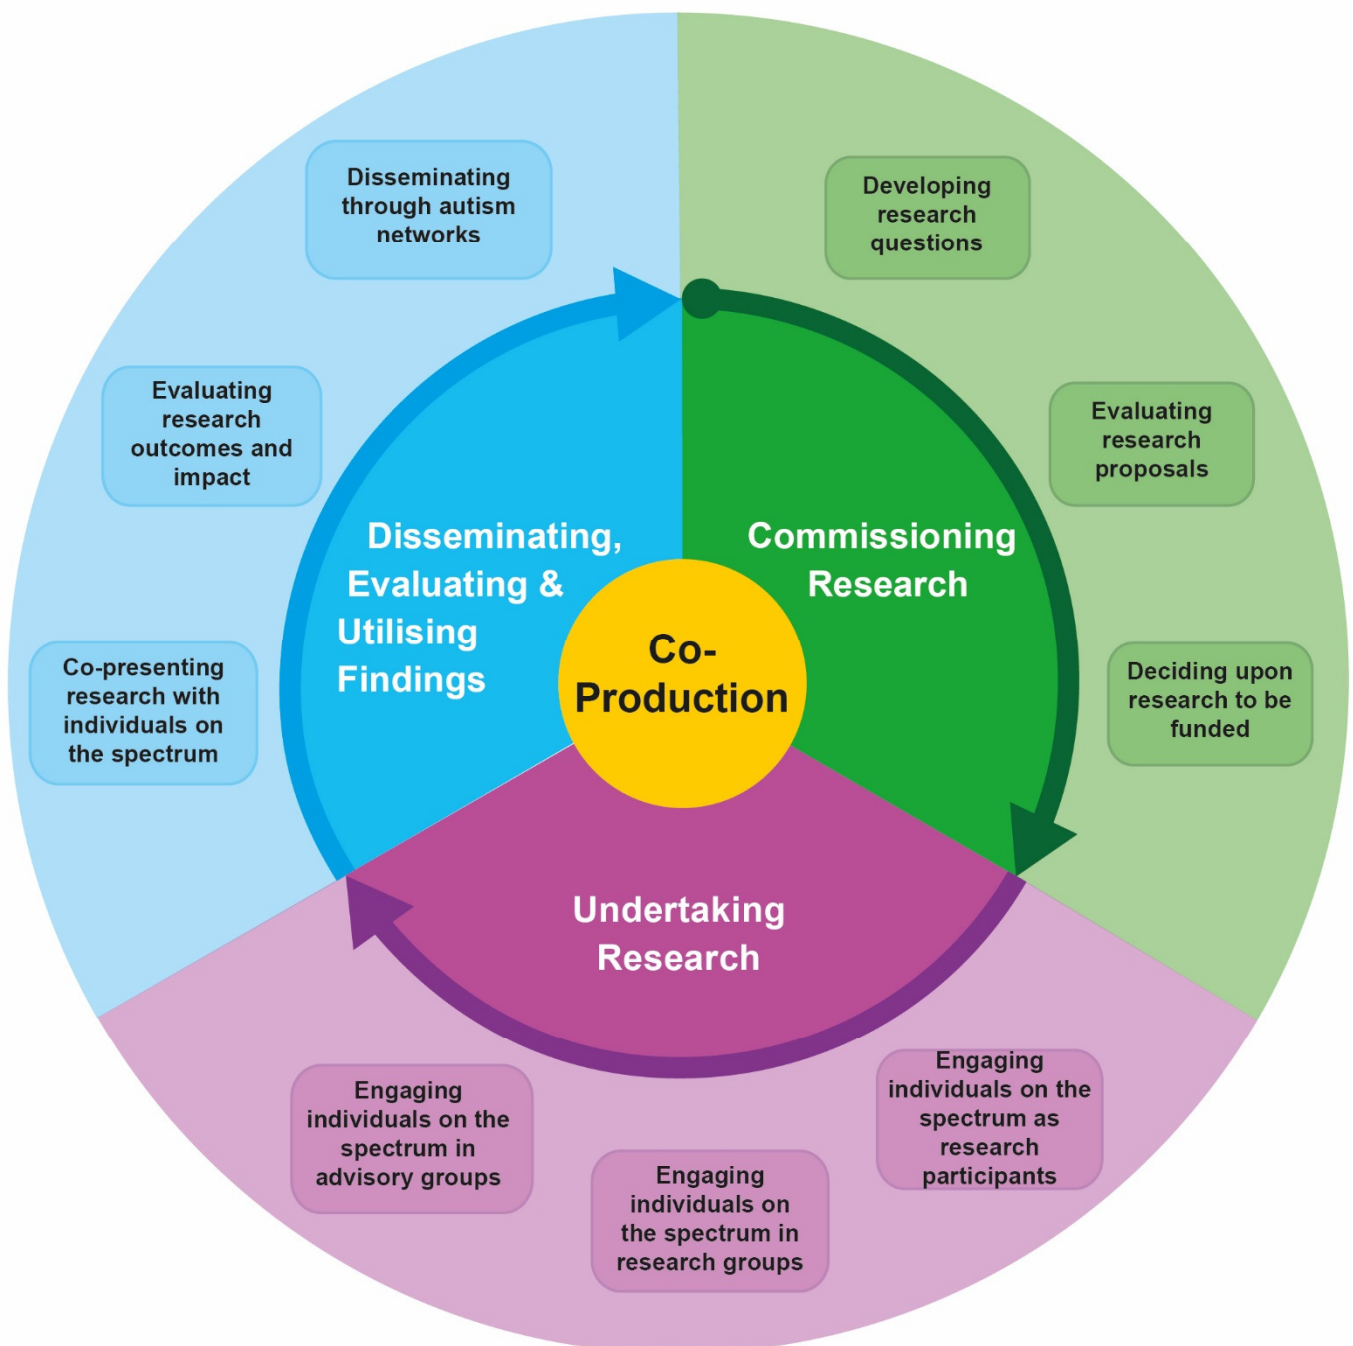 Disseminating
through autism
networks
Developing
research
questions
Evaluating
research
outcomes and
impact
Evaluating
research
proposals
Disseminating,
Evaluating &
Utilising
Findings
Commissioning
Research
Co-
Production
Co-presenting
research with
individuals on
the spectrum
Deciding upon
research to be
funded
Undertaking
Research
Engaging
individuals on the
spectrum in
advisory groups
Engaging
individuals on
the spectrum in
research groups
Engaging
individuals on the
spectrum as
research
participants